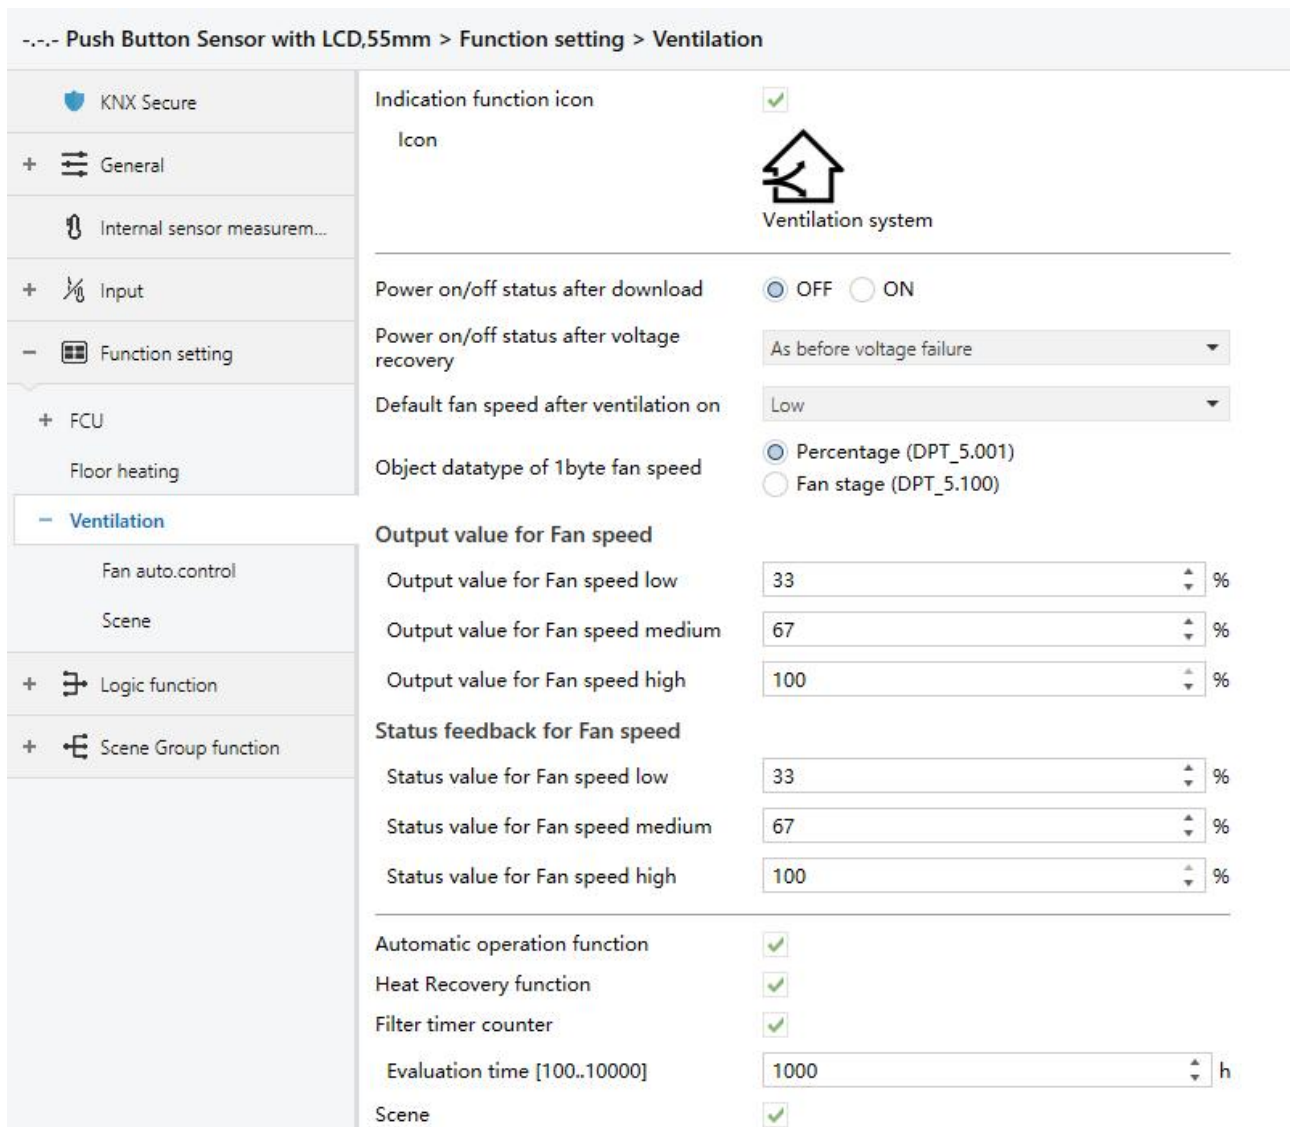 -.-.- Push Button Sensor with LCD,55mm > Function setting > Ventilation
KNX Secure
+ General
Internal sensor measurem...
+ Input
− Function setting
+ FCU
Floor heating
− Ventilation
Fan auto.control
Scene
+ Logic function
+ Scene Group function
Indication function icon
Icon
Ventilation system
Power on/off status after download OFF ON
Power on/off status after voltage
recovery
As before voltage failure
Default fan speed after ventilation on Low
Object datatype of 1byte fan speed
Percentage (DPT_5.001)
Fan stage (DPT_5.100)
Output value for Fan speed
Output value for Fan speed low 33 %
Output value for Fan speed medium 67 %
Output value for Fan speed high 100 %
Status feedback for Fan speed
Status value for Fan speed low 33 %
Status value for Fan speed medium 67 %
Status value for Fan speed high 100 %
Automatic operation function
Heat Recovery function
Filter timer counter
Evaluation time [100..10000] 1000 h
Scene